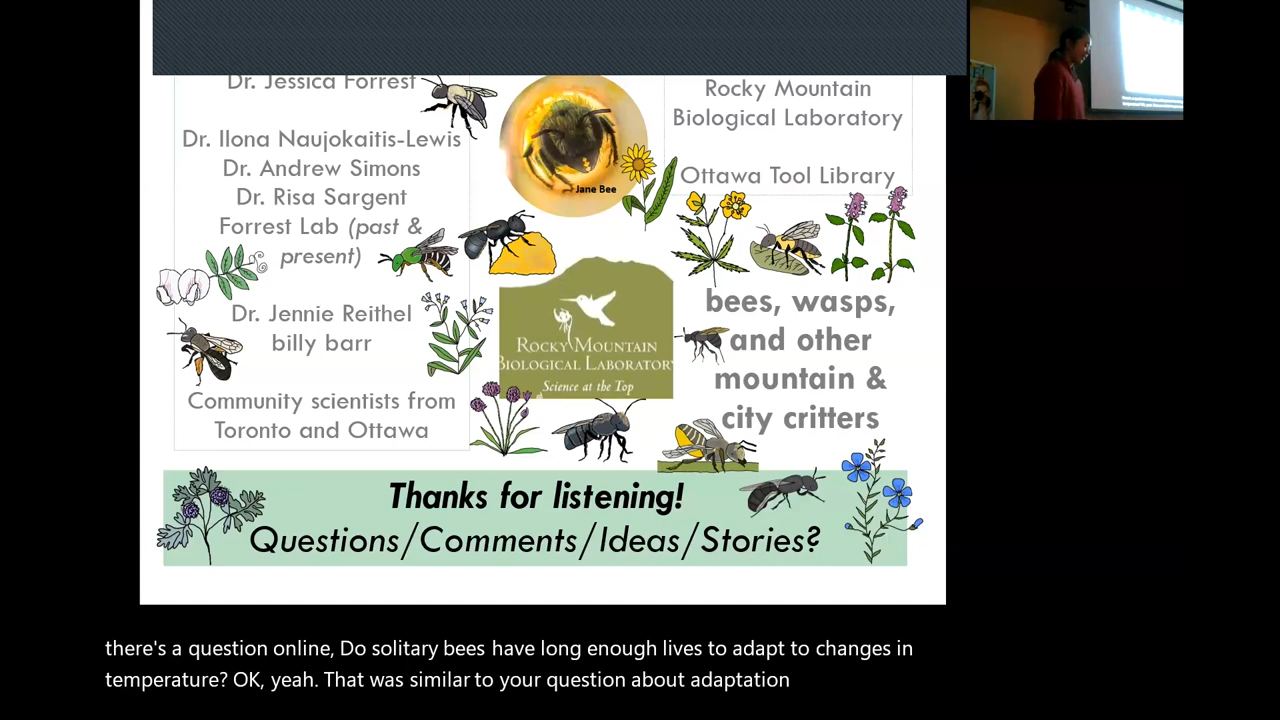 Dr. Jessica Forrest
Dr. Ilona Naujokaitis-Lewis
Dr. Andrew Simons
Dr. Risa Sargent
Forrest Lab (past &
present)
Dr. Jennie Reithel
billy barr
Community scientists from
Toronto and Ottawa
Jane Bee
ROCKY MOUNTAIN
BIOLOGICAL LABORATORY
Science at the Top
Rocky Mountain
Biological Laboratory
Ottawa Tool Library
bees, wasps,
and other
mountain &
city critters
Thanks for listening!
Questions/Comments/Ideas/Stories?
there's a question online, Do solitary bees have long enough lives to adapt to changes in
temperature? OK, yeah. That was similar to your question about adaptation